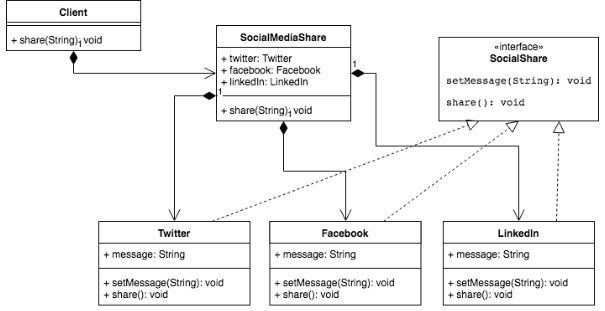 Client
+ share(String): void
1
SocialMediaShare
+ twitter: Twitter
+ facebook: Facebook
+ linkedIn: LinkedIn
1
1
+ share(String): void
1
«interface»
SocialShare
setMessage(String): void
share(): void
Twitter
+ message: String
+ setMessage(String): void
+ share(): void
Facebook
+ message: String
+ setMessage(String): void
+ share(): void
LinkedIn
+ message: String
+ setMessage(String): void
+ share(): void